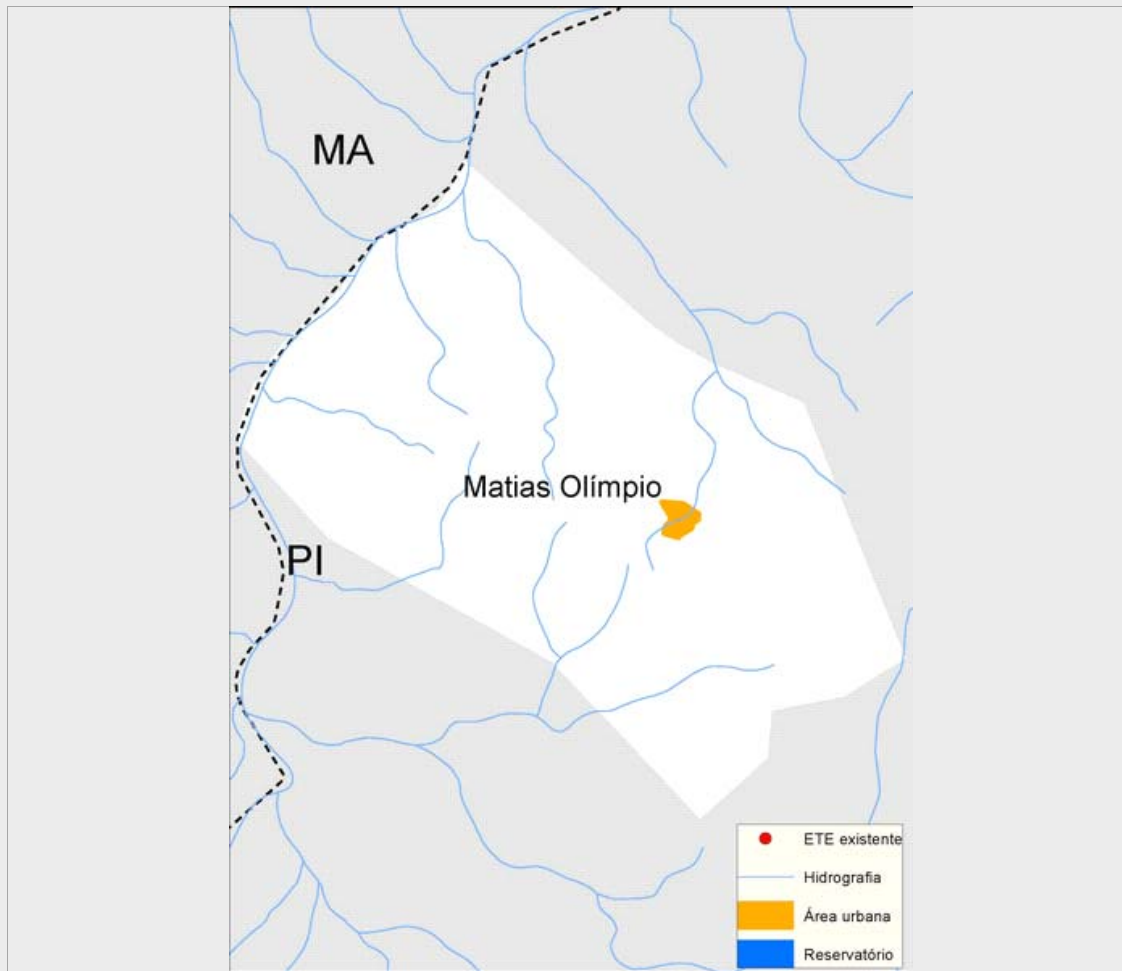 MA
Matias Olímpio
PI
ETE existente
Hidrografia
Área urbana
Reservatório